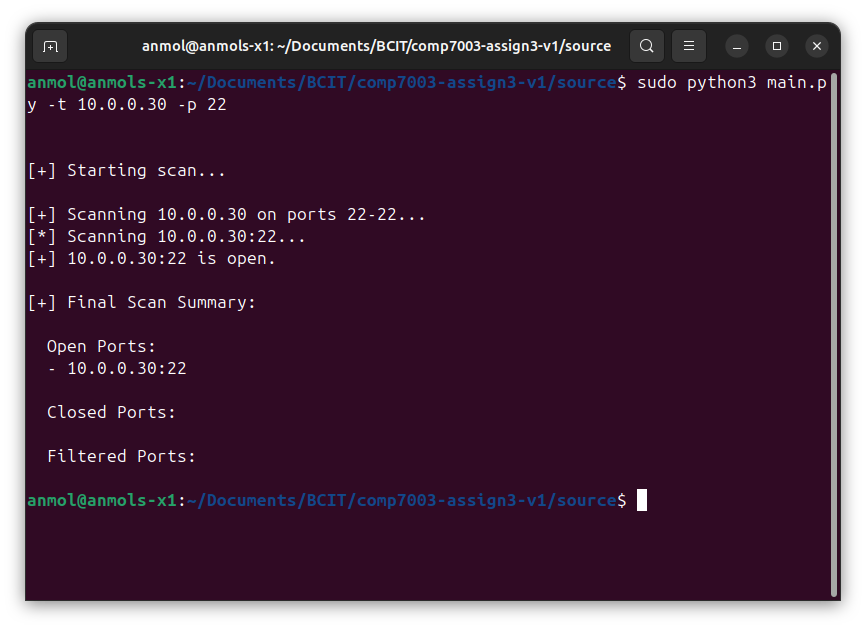 anmol@anmols-x1: ~/Documents/BCIT/comp7003-assign3-v1/source
anmol@anmols-x1:~/Documents/BCIT/comp7003-assign3-v1/source$ sudo python3 main.p
y -t 10.0.0.30 -p 22
[+] Starting scan...
[+] Scanning 10.0.0.30 on ports 22-22...
[*] Scanning 10.0.0.30:22...
[+] 10.0.0.30:22 is open.
[+] Final Scan Summary:
Open Ports:
- 10.0.0.30:22
Closed Ports:
Filtered Ports:
anmol@anmols-x1:~/Documents/BCIT/comp7003-assign3-v1/source$